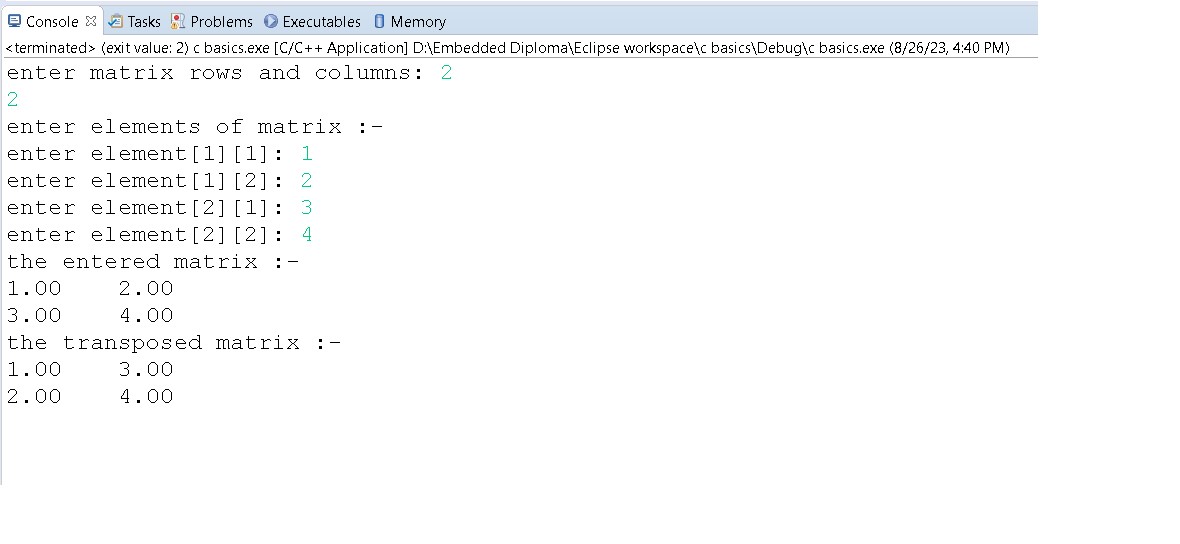 Console Tasks Problems Executables Memory
<terminated> (exit value: 2) c basics.exe [C/C++ Application] D:\Embedded Diploma\Eclipse workspace\c basics\Debug\c basics.exe (8/26/23, 4:40 PM)
enter matrix rows and columns: 2
2
enter elements of matrix :-
enter element[1][1]: 1
enter element[1][2]: 2
enter element[2][1]: 3
enter element[2][2]: 4
the entered matrix :-
1.00    2.00
3.00    4.00
the transposed matrix :-
1.00    3.00
2.00    4.00